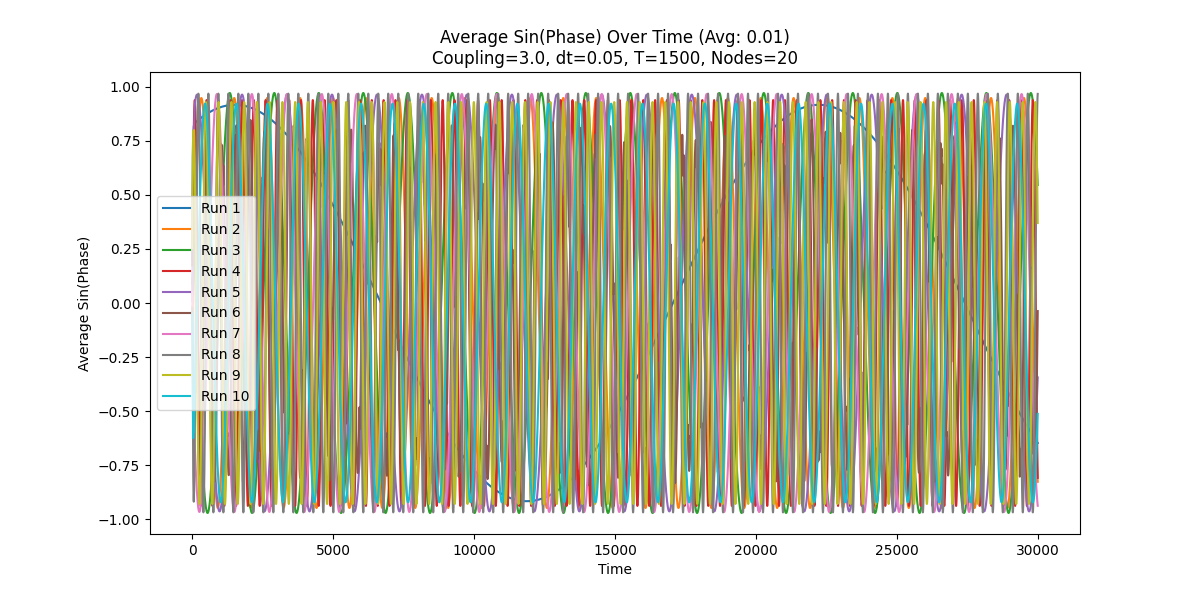 Average Sin(Phase) Over Time (Avg: 0.01)
Coupling=3.0, dt=0.05, T=1500, Nodes=20
Average Sin(Phase)
1.00
0.75
0.50
0.25
0.00
−0.25
−0.50
−0.75
−1.00
Run 1
Run 2
Run 3
Run 4
Run 5
Run 6
Run 7
Run 8
Run 9
Run 10
0 5000 10000 15000 20000 25000 30000
Time